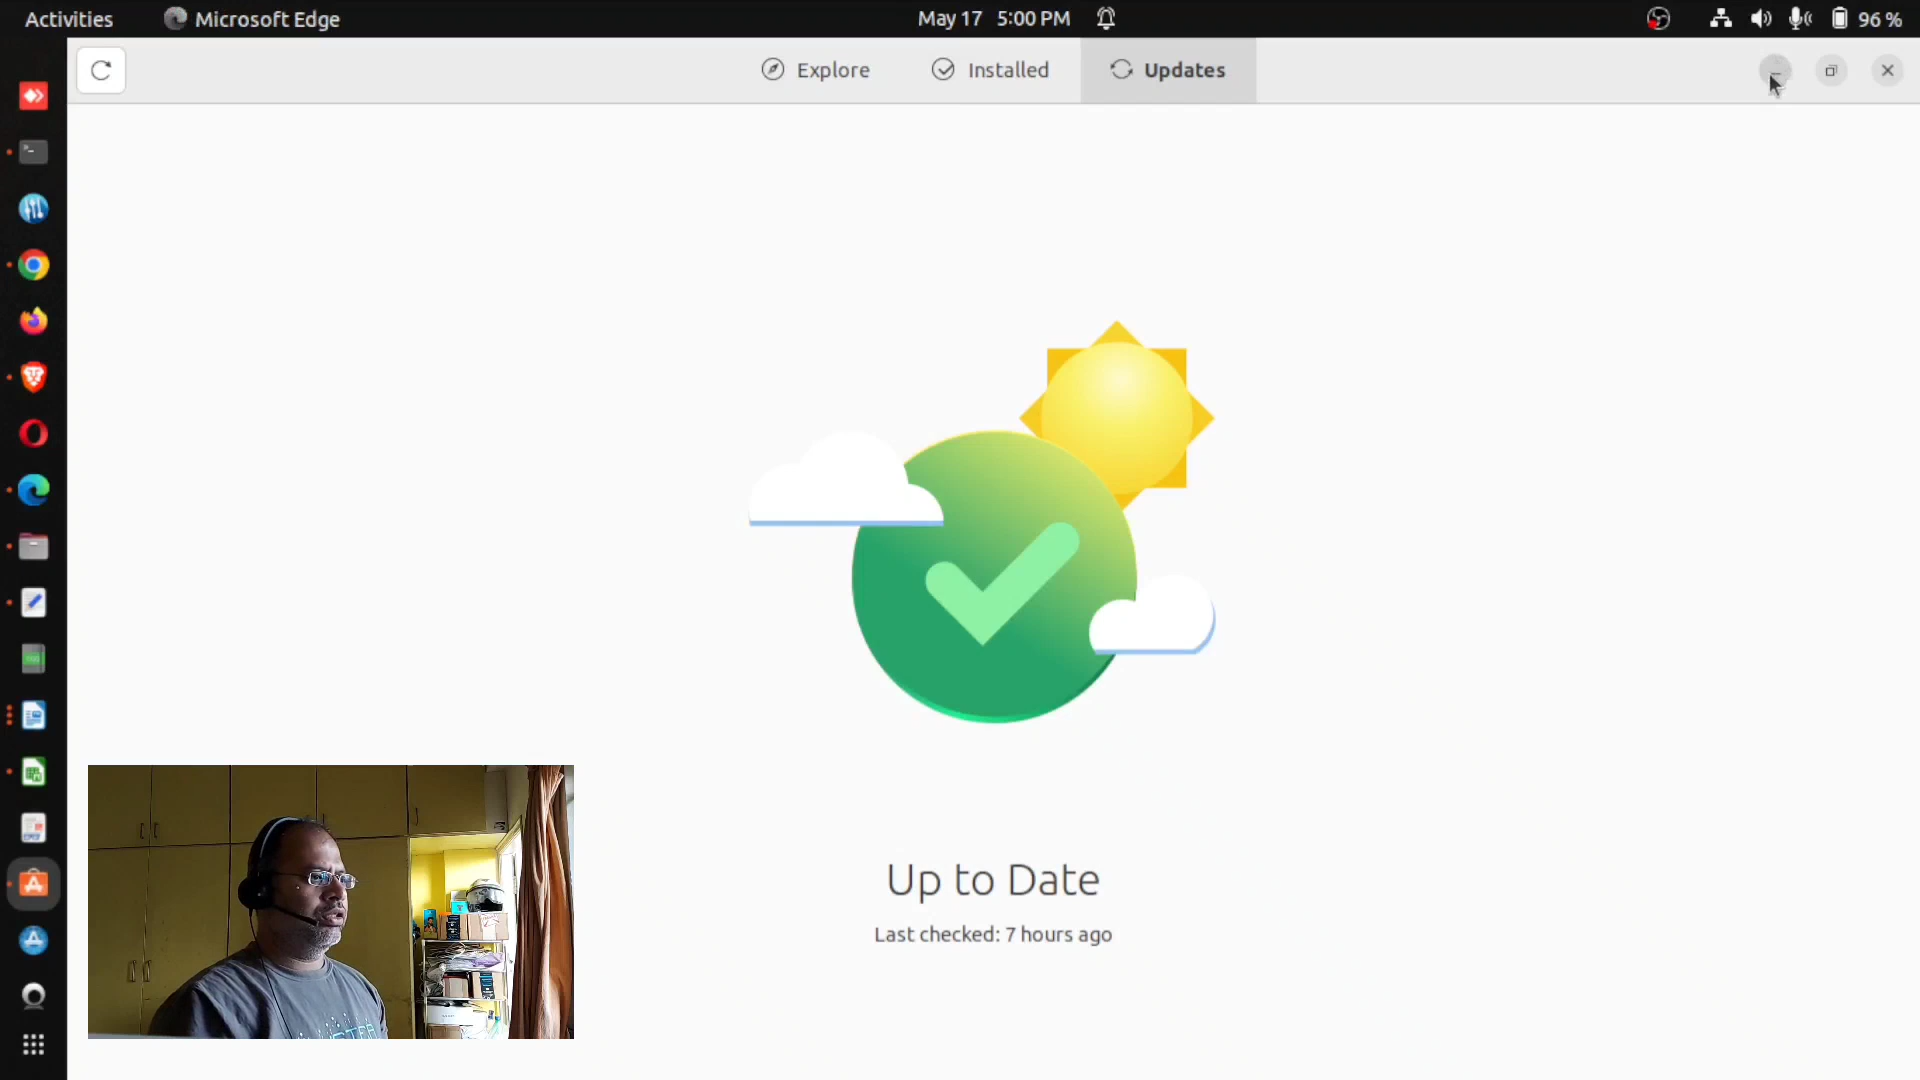 Activities
Microsoft Edge
May 17 5:00 PM
96 %
Explore
Installed
Updates
Up to Date
Last checked: 7 hours ago